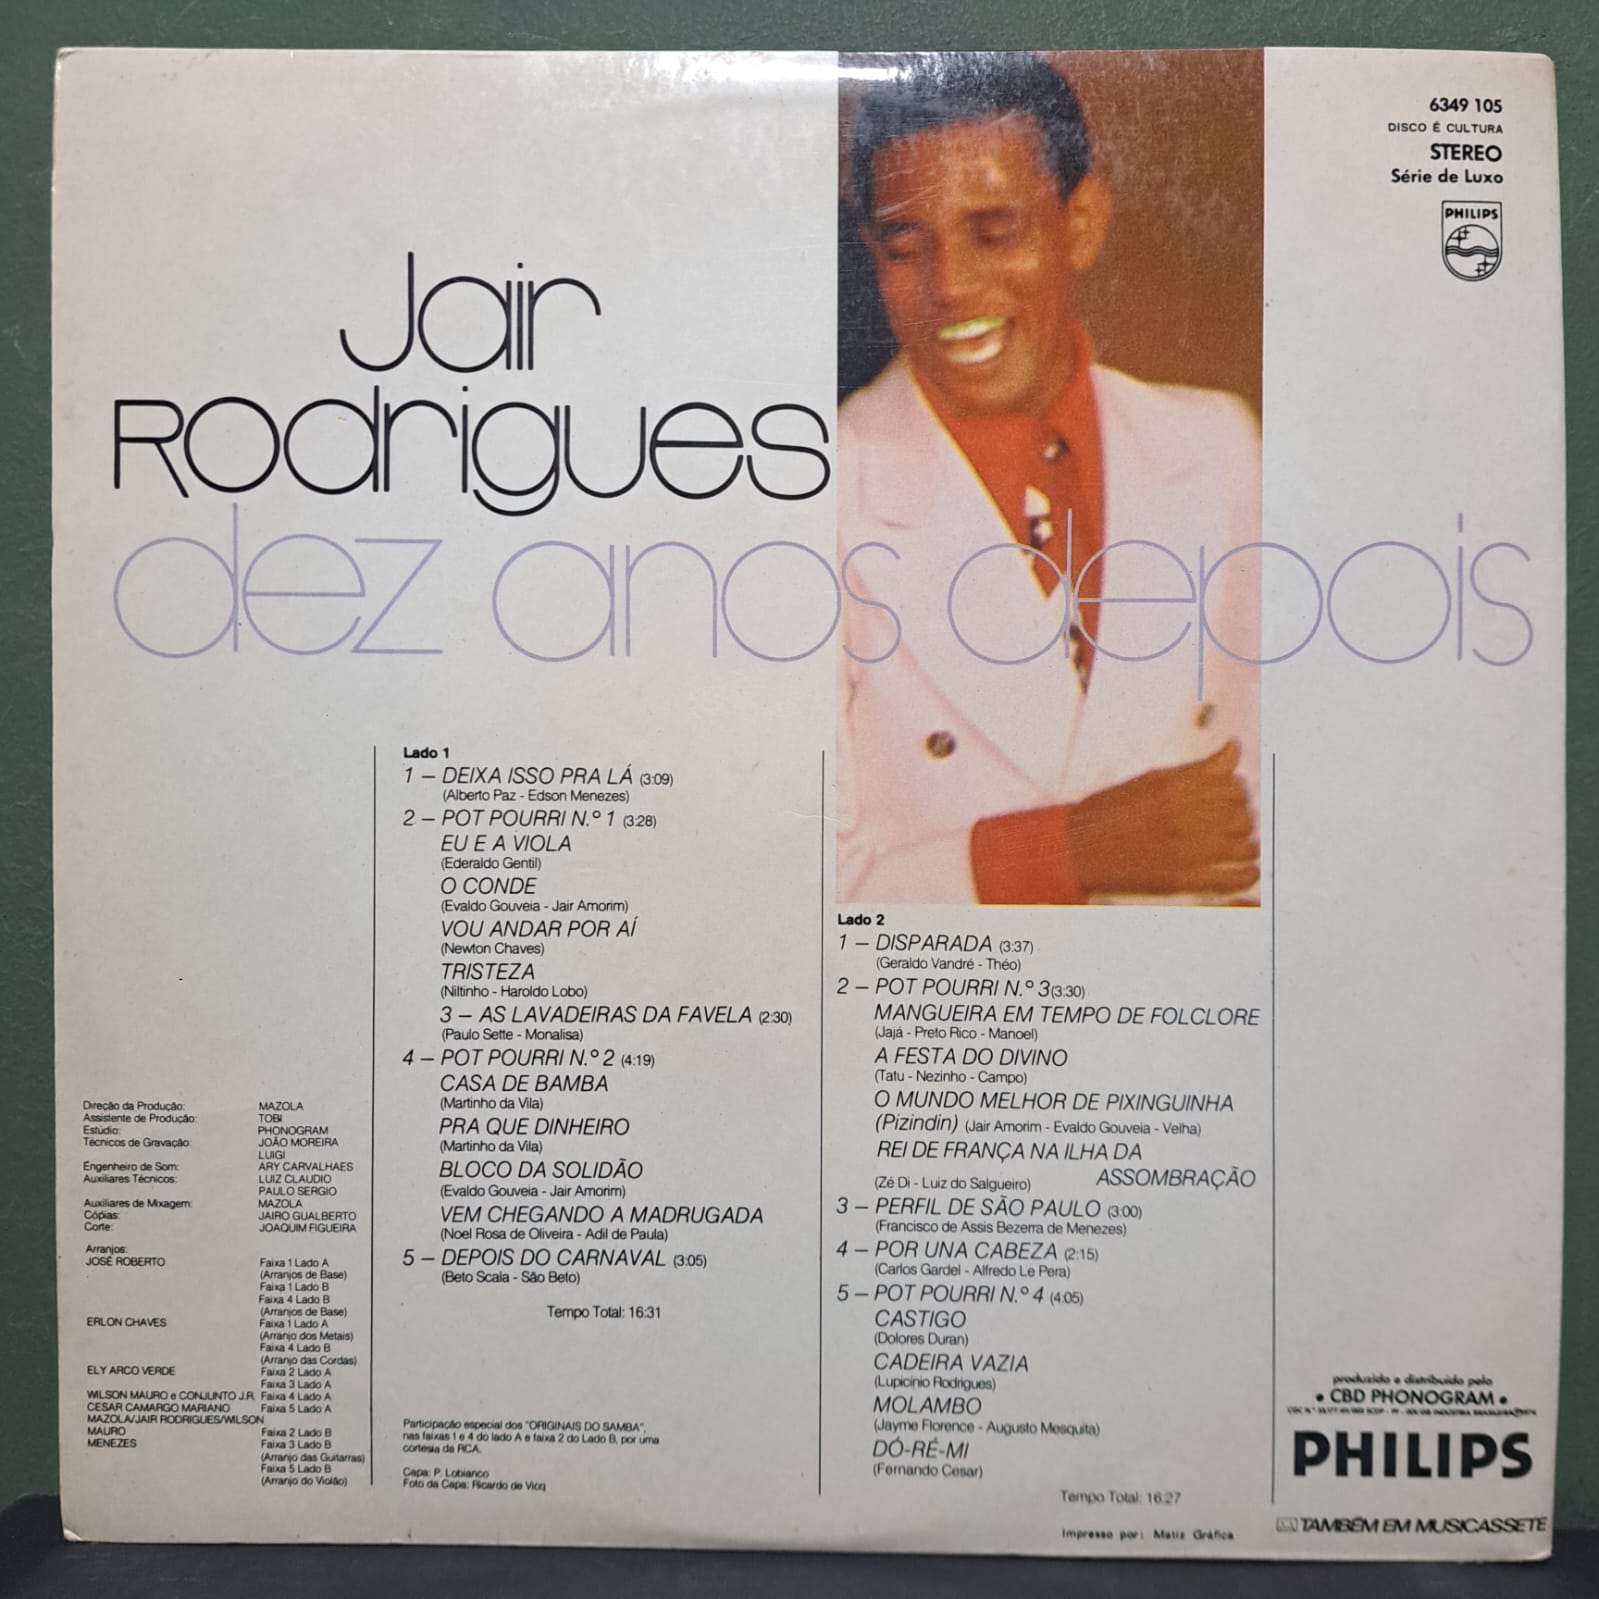 6349 105
DISCO É CULTURA
STEREO
Série de Luxo
PHILIPS
Jair
Rodrigues
dez anos depois
Lado 1
1 – DEIXA ISSO PRA LÁ (3:09)
(Alberto Paz - Edson Menezes)
2 – POT POURRI N.º 1 (3:28)
EU E A VIOLA
(Ederaldo Gentil)
O CONDE
(Evaldo Gouveia - Jair Amorim)
VOU ANDAR POR AÍ
(Newton Chaves)
TRISTEZA
(Niltinho - Haroldo Lobo)
3 – AS LAVADEIRAS DA FAVELA (2:30)
(Paulo Sette - Monalisa)
4 – POT POURRI N.º 2 (4:19)
CASA DE BAMBA
(Martinho da Vila)
PRA QUE DINHEIRO
(Martinho da Vila)
BLOCO DA SOLIDÃO
(Evaldo Gouveia - Jair Amorim)
VEM CHEGANDO A MADRUGADA
(Noel Rosa de Oliveira - Adil de Paula)
5 – DEPOIS DO CARNAVAL (3:05)
(Beto Scala - São Beto)
Tempo Total: 16:31
Lado 2
1 – DISPARADA (3:37)
(Geraldo Vandré - Théo)
2 – POT POURRI N.º 3(3:30)
MANGUEIRA EM TEMPO DE FOLCLORE
(Jajá - Preto Rico - Manoel)
A FESTA DO DIVINO
(Tatu - Nezinho - Campo)
O MUNDO MELHOR DE PIXINGUINHA
(Pizindin) (Jair Amorim - Evaldo Gouveia - Velha)
REI DE FRANÇA NA ILHA DA
ASSOMBRAÇÃO
(Zé Di - Luiz do Salgueiro)
3 – PERFIL DE SÃO PAULO (3:00)
(Francisco de Assis Bezerra de Menezes)
4 – POR UNA CABEZA (2:15)
(Carlos Gardel - Alfredo Le Pera)
5 – POT POURRI N.º 4 (4:05)
CASTIGO
(Dolores Duran)
CADEIRA VAZIA
(Lupicínio Rodrigues)
MOLAMBO
(Jayme Florence - Augusto Mesquita)
DÓ-RÉ-MI
(Fernando Cesar)
Tempo Total: 16:27
Impresso por: Matiz Gráfica
Direção da Produção: MAZOLA
Assistente de Produção: TOBI
Estúdio: PHONOGRAM
Técnicos de Gravação: JOÃO MOREIRA
LUIGI
Engenheiro de Som: ARY CARVALHAES
Auxiliares Técnicos: LUIZ CLAUDIO
PAULO SERGIO
Auxiliares de Mixagem: MAZOLA
Cópias: JAIRO GUALBERTO
Corte: JOAQUIM FIGUEIRA
Arranjos:
JOSÉ ROBERTO Faixa 1 Lado A
(Arranjos de Base)
Faixa 1 Lado B
Faixa 4 Lado B
(Arranjos de Base)
ERLON CHAVES Faixa 1 Lado A
(Arranjo dos Metais)
Faixa 4 Lado B
(Arranjo das Cordas)
ELY ARCO VERDE Faixa 2 Lado A
Faixa 3 Lado A
WILSON MAURO e CONJUNTO J.R. Faixa 4 Lado A
CESAR CAMARGO MARIANO Faixa 5 Lado A
MAZOLA/JAIR RODRIGUES/WILSON
MAURO Faixa 2 Lado B
MENEZES Faixa 3 Lado B
(Arranjo das Guitarras)
Faixa 5 Lado B
(Arranjo do Violão)
Participação especial dos "ORIGINAIS DO SAMBA",
nas faixas 1 e 4 do lado A e faixa 2 do Lado B, por uma
cortesia da RCA.
Capa: P. Lobianco
Foto da Capa: Ricardo de Vicq
produzido e distribuido pela
• CBD PHONOGRAM •
PHILIPS
TAMBÉM EM MUSICASSETE